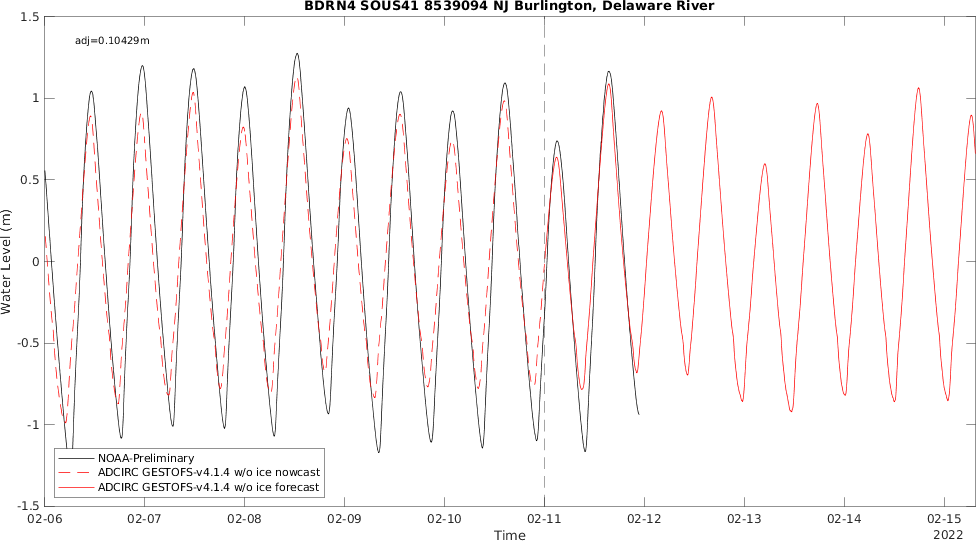 BDRN4 SOUS41 8539094 NJ Burlington, Delaware River
adj=0.10429m
1.5
1
0.5
0
-0.5
-1
-1.5
Water Level (m)
NOAA-Preliminary
ADCIRC GESTOFS-v4.1.4 w/o ice nowcast
ADCIRC GESTOFS-v4.1.4 w/o ice forecast
02-06 02-07 02-08 02-09 02-10 02-11 02-12 02-13 02-14 02-15
Time
2022